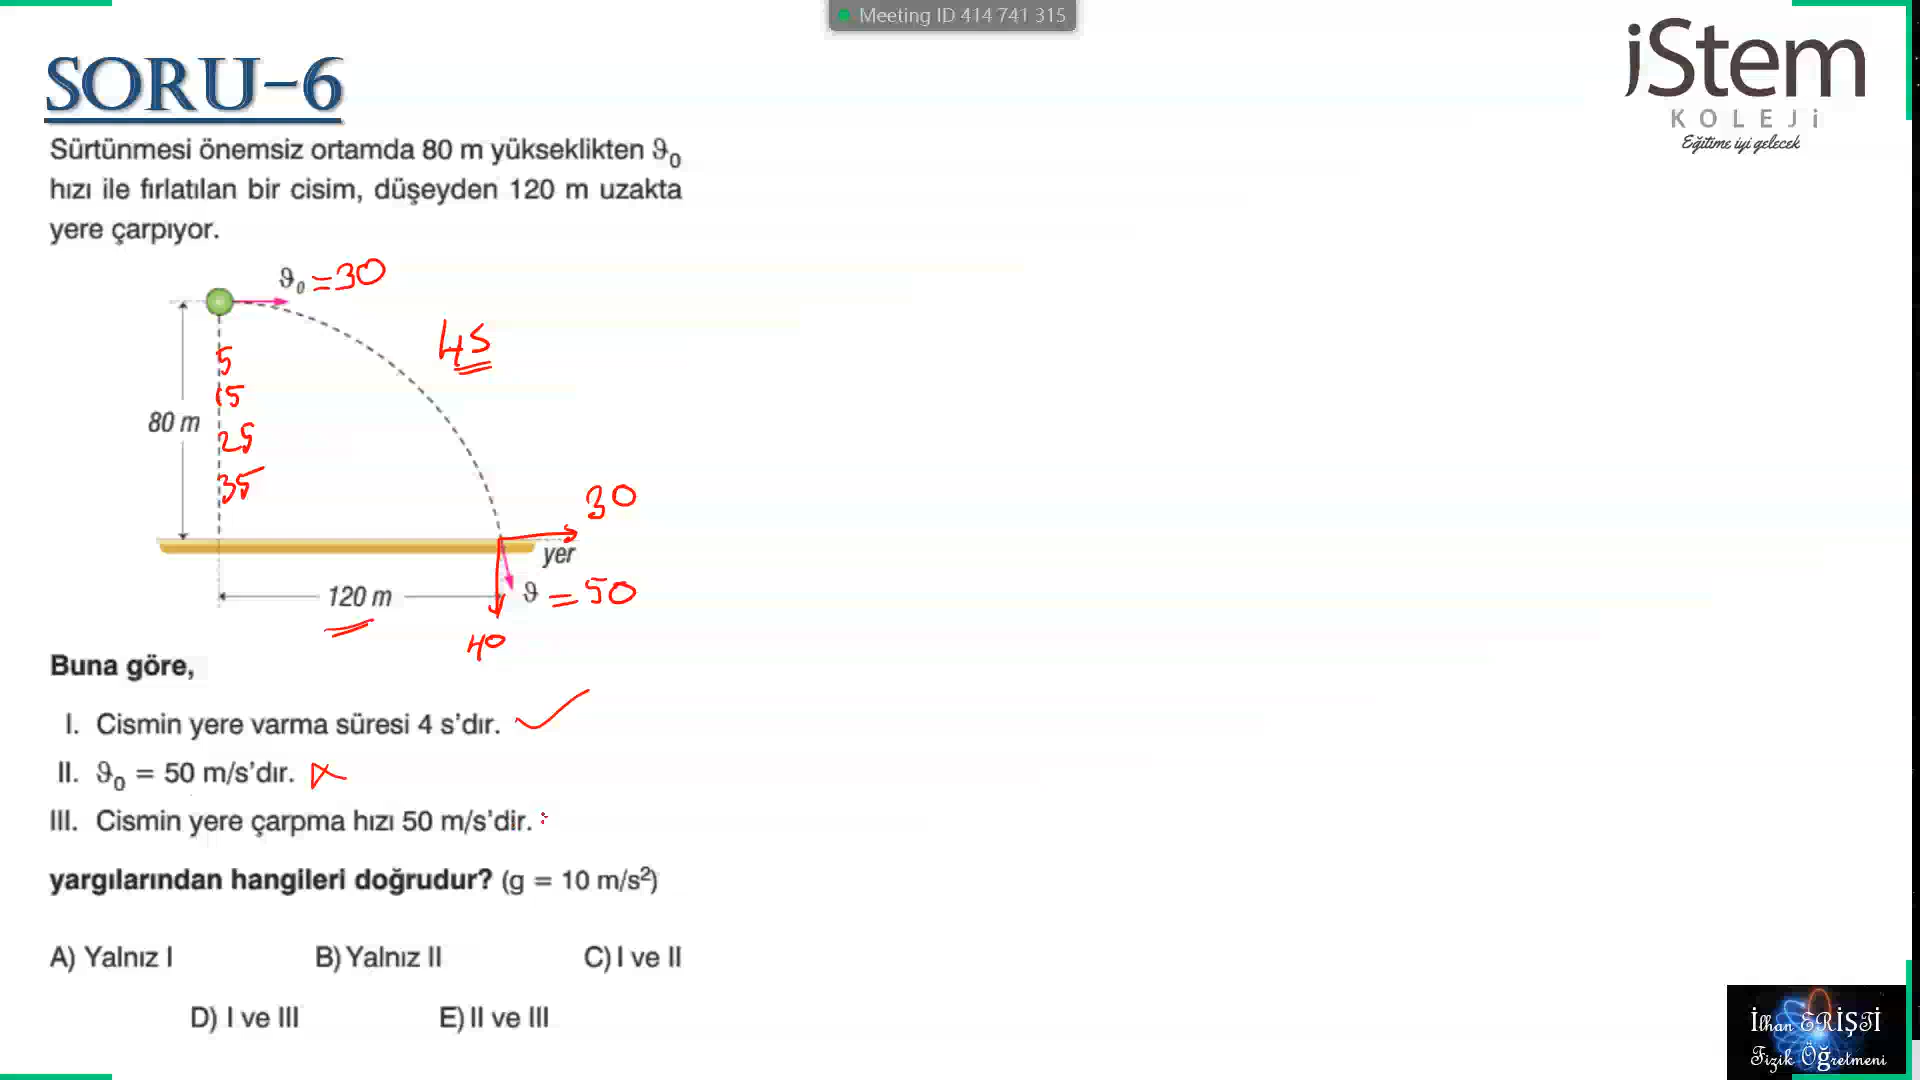 Meeting ID 414 741 315
iStem
KOLEJi
Eğitime iyi gelecek
SORU-6
Sürtünmesi önemsiz ortamda 80 m yükseklikten ϑ₀
hızı ile fırlatılan bir cisim, düşeyden 120 m uzakta
yere çarpıyor.
ϑ₀ = 30
4s
5
15
25
35
80 m
30
yer
120 m
ϑ = 50
40
Buna göre,
I. Cismin yere varma süresi 4 s'dır.
II. ϑ₀ = 50 m/s'dır.
III. Cismin yere çarpma hızı 50 m/s'dir.
yargılarından hangileri doğrudur? (g = 10 m/s²)
A) Yalnız I B) Yalnız II C) I ve II
D) I ve III E) II ve III
İlhan ERİŞTİ
Fizik Öğretmeni